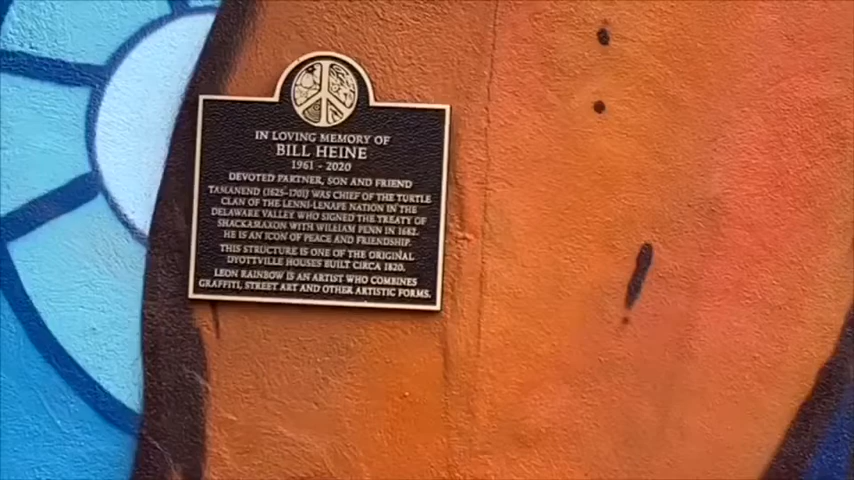 IN LOVING MEMORY OF
BILL HEINE
1961 - 2020
DEVOTED PARTNER, SON AND FRIEND
TAMANEND (1625-1701) WAS CHIEF OF THE TURTLE
CLAN OF THE LENNI-LENAPE NATION IN THE
DELAWARE VALLEY WHO SIGNED THE TREATY OF
SHACKAMAXON WITH WILLIAM PENN IN 1682.
HE IS AN ICON OF PEACE AND FRIENDSHIP.
THIS STRUCTURE IS ONE OF THE ORIGINAL
DYOTTVILLE HOUSES BUILT CIRCA 1820.
LEON RAINBOW IS AN ARTIST WHO COMBINES
GRAFFITI, STREET ART AND OTHER ARTISTIC FORMS.